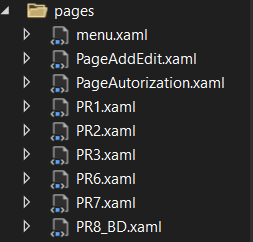 pages
menu.xaml
PageAddEdit.xaml
PageAutorization.xaml
PR1.xaml
PR2.xaml
PR3.xaml
PR6.xaml
PR7.xaml
PR8_BD.xaml